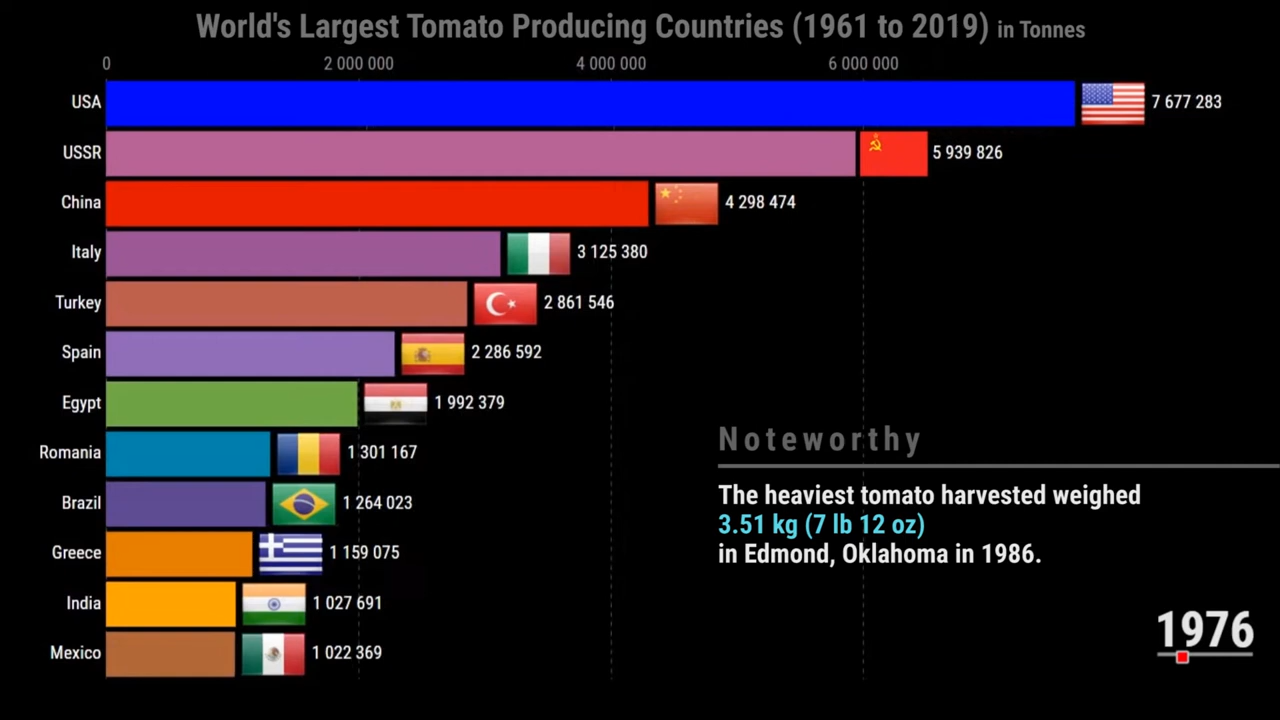 World's Largest Tomato Producing Countries (1961 to 2019) in Tonnes
0 2 000 000 4 000 000 6 000 000
USA 7 677 283
USSR 5 939 826
China 4 298 474
Italy 3 125 380
Turkey 2 861 546
Spain 2 286 592
Egypt 1 992 379
Romania 1 301 167
Brazil 1 264 023
Greece 1 159 075
India 1 027 691
Mexico 1 022 369
Noteworthy
The heaviest tomato harvested weighed
3.51 kg (7 lb 12 oz)
in Edmond, Oklahoma in 1986.
1976